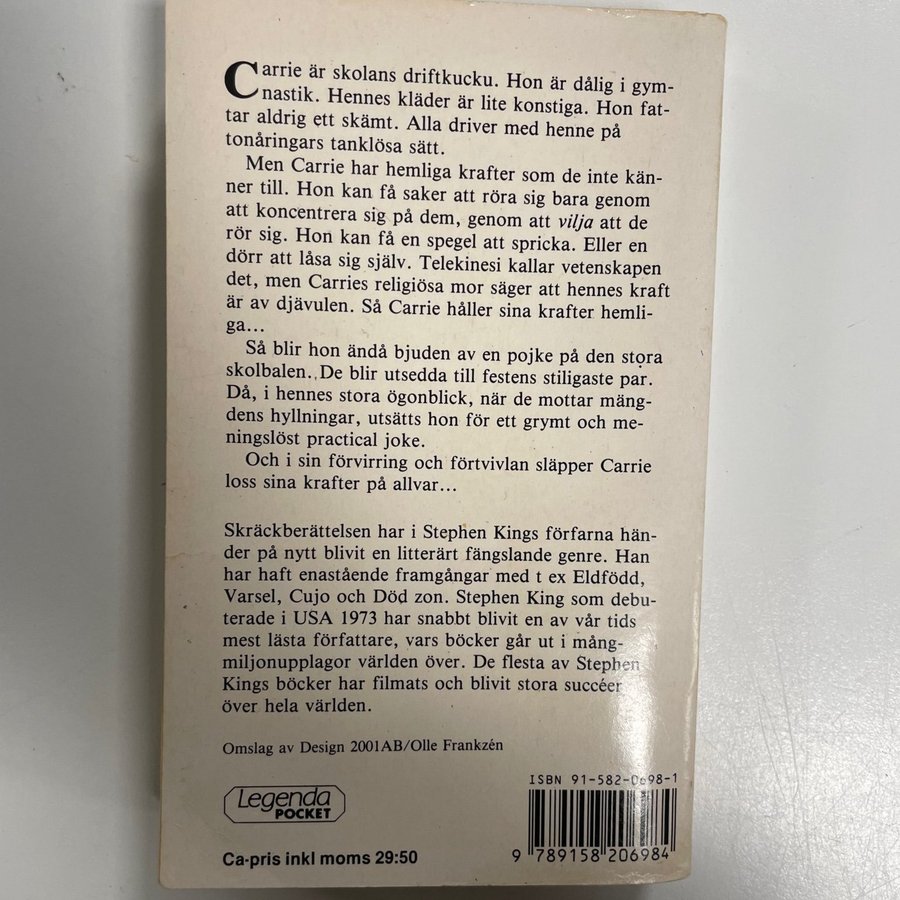 Carrie är skolans driftkucku. Hon är dålig i gym-
nastik. Hennes kläder är lite konstiga. Hon fat-
tar aldrig ett skämt. Alla driver med henne på
tonåringars tanklösa sätt.
Men Carrie har hemliga krafter som de inte kän-
ner till. Hon kan få saker att röra sig bara genom
att koncentrera sig på dem, genom att vilja att de
rör sig. Hon kan få en spegel att spricka. Eller en
dörr att låsa sig själv. Telekinesi kallar vetenskapen
det, men Carries religiösa mor säger att hennes kraft
är av djävulen. Så Carrie håller sina krafter hemli-
ga...
Så blir hon ändå bjuden av en pojke på den stora
skolbalen. De blir utsedda till festens stiligaste par.
Då, i hennes stora ögonblick, när de mottar mäng-
dens hyllningar, utsätts hon för ett grymt och me-
ningslöst practical joke.
Och i sin förvirring och förtvivlan släpper Carrie
loss sina krafter på allvar...
Skräckberättelsen har i Stephen Kings förfarna hän-
der på nytt blivit en litterärt fängslande genre. Han
har haft enastående framgångar med t ex Eldfödd,
Varsel, Cujo och Död zon. Stephen King som debu-
terade i USA 1973 har snabbt blivit en av vår tids
mest lästa författare, vars böcker går ut i mång-
miljonupplagor världen över. De flesta av Stephen
Kings böcker har filmats och blivit stora succéer
över hela världen.
Omslag av Design 2001AB/Olle Frankzén
ISBN 91-582-0698-1
Legenda
POCKET
9 789158 206984
Ca-pris inkl moms 29:50